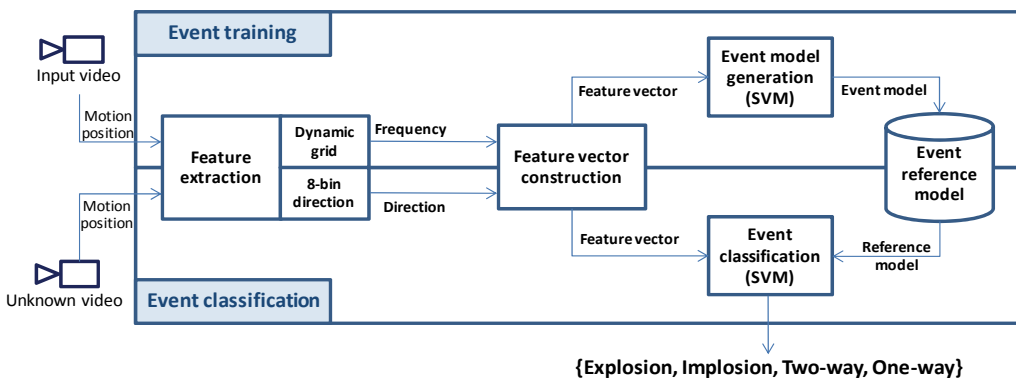 Event training
Input video
Motion
position
Feature
extraction
Dynamic
grid
8-bin
direction
Frequency
Direction
Feature vector
construction
Feature vector
Event model
generation
(SVM)
Event model
Event
reference
model
Motion
position
Unknown video
Event classification
Feature vector
Event
classification
(SVM)
Reference
model
{Explosion, Implosion, Two-way, One-way}